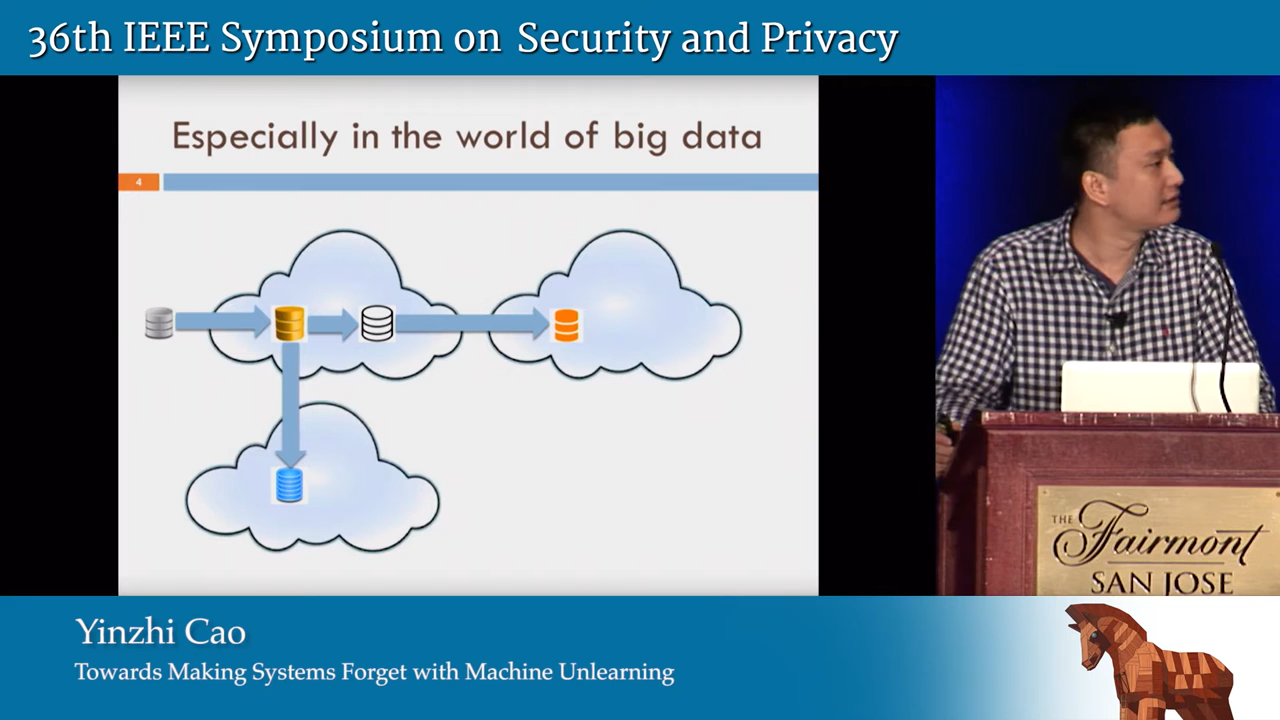 36th IEEE Symposium on Security and Privacy
Especially in the world of big data
4
THE
Fairmont
SAN JOSE
Yinzhi Cao
Towards Making Systems Forget with Machine Unlearning